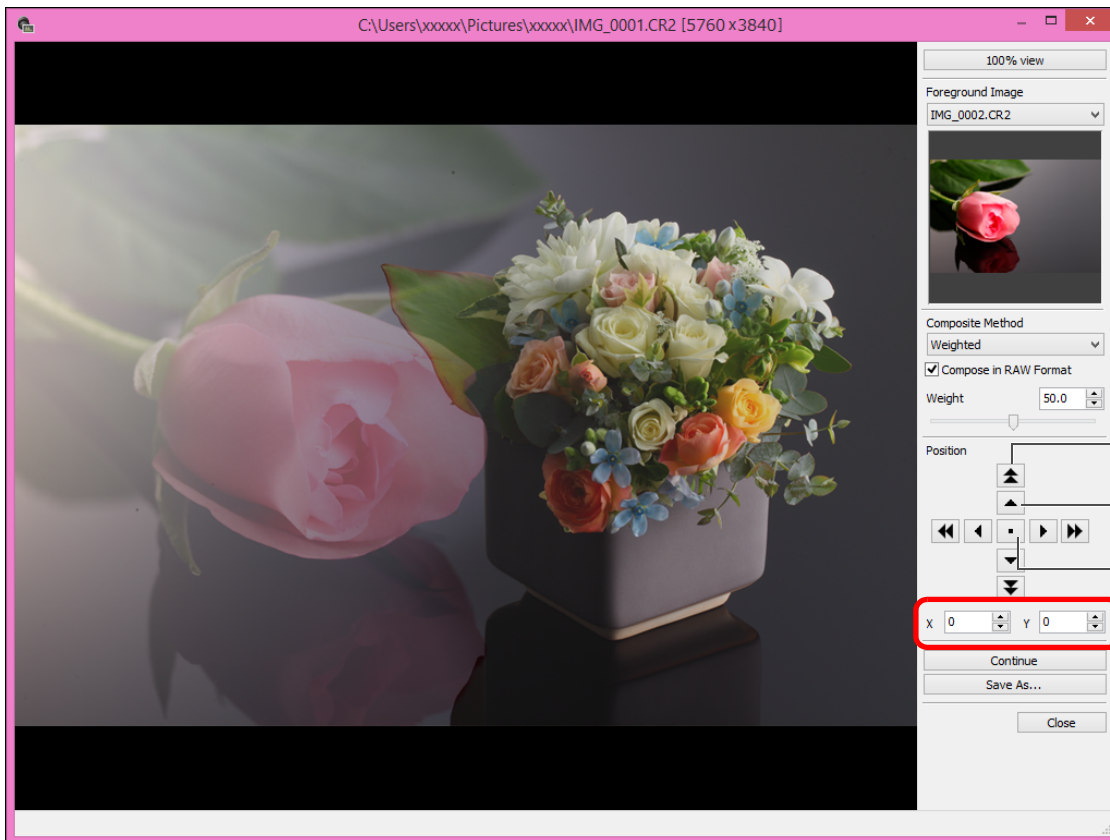 C:\Users\xxxxx\Pictures\xxxxx\IMG_0001.CR2 [5760 x3840]
100% view
Foreground Image
IMG_0002.CR2
Composite Method
Weighted
Compose in RAW Format
Weight 50.0
Position
X 0 Y 0
Continue
Save As...
Close